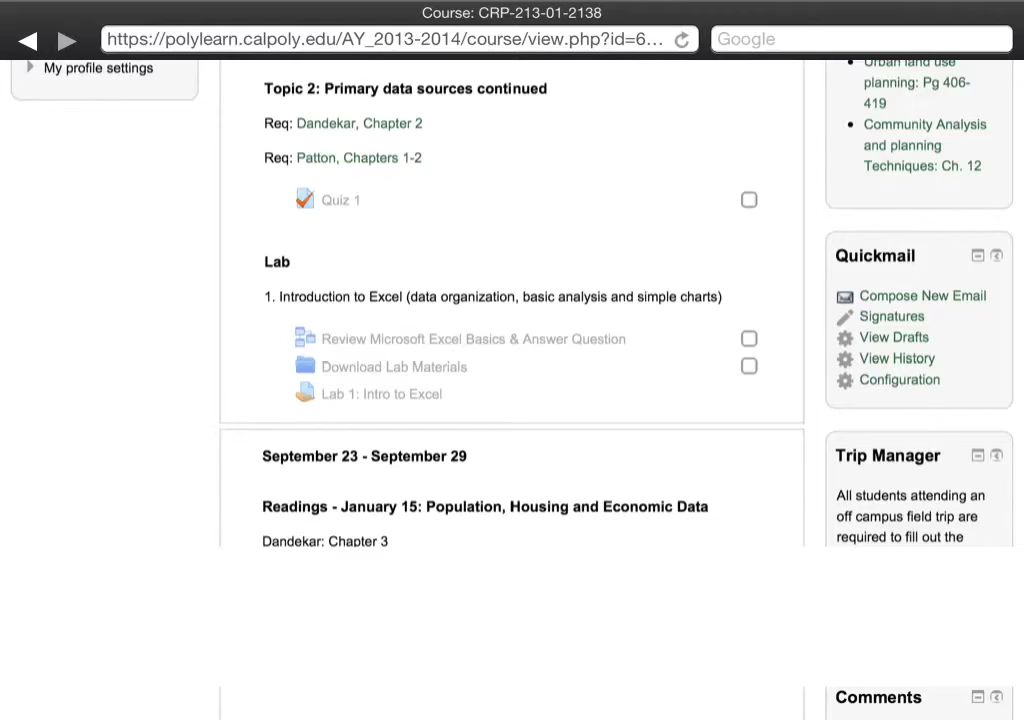 Course: CRP-213-01-2138
https://polylearn.calpoly.edu/AY_2013-2014/course/view.php?id=6...
Google
My profile settings
Topic 2: Primary data sources continued
Req: Dandekar, Chapter 2
Req: Patton, Chapters 1-2
Quiz 1
Lab
1. Introduction to Excel (data organization, basic analysis and simple charts)
Review Microsoft Excel Basics & Answer Question
Download Lab Materials
Lab 1: Intro to Excel
September 23 - September 29
Readings - January 15: Population, Housing and Economic Data
Dandekar: Chapter 3
Urban land use
planning: Pg 406-
419
Community Analysis
and planning
Techniques: Ch. 12
Quickmail
Compose New Email
Signatures
View Drafts
View History
Configuration
Trip Manager
All students attending an
off campus field trip are
required to fill out the
Comments